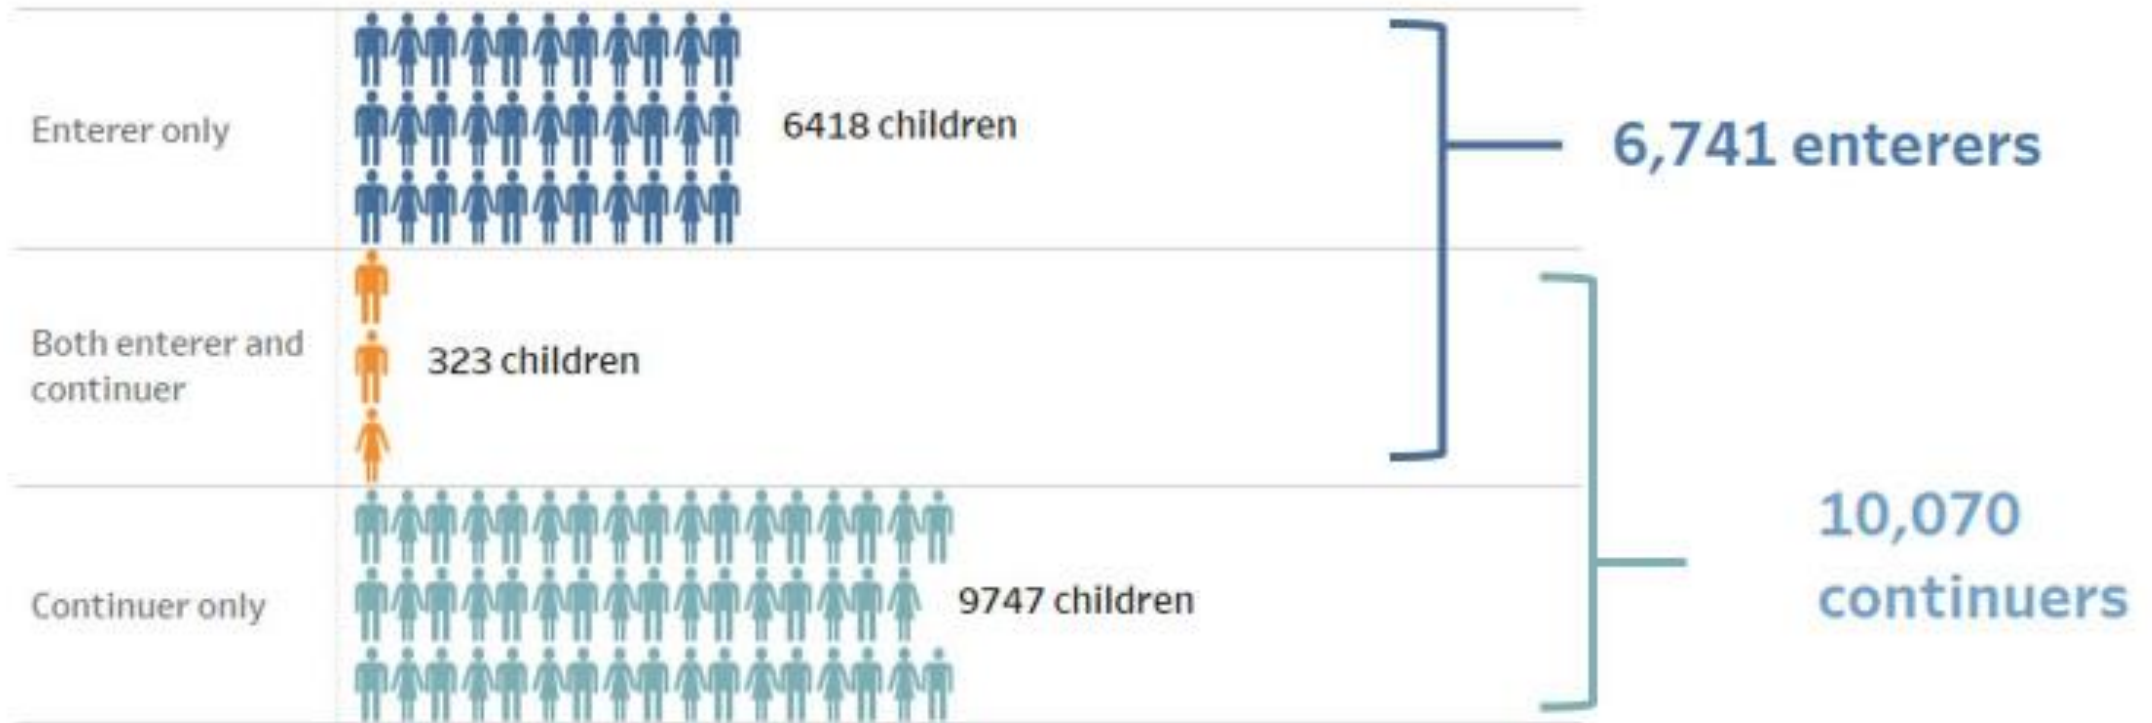 Enterer only
6418 children
6,741 enterers
Both enterer and
continuer
323 children
Continuer only
9747 children
10,070
continuers